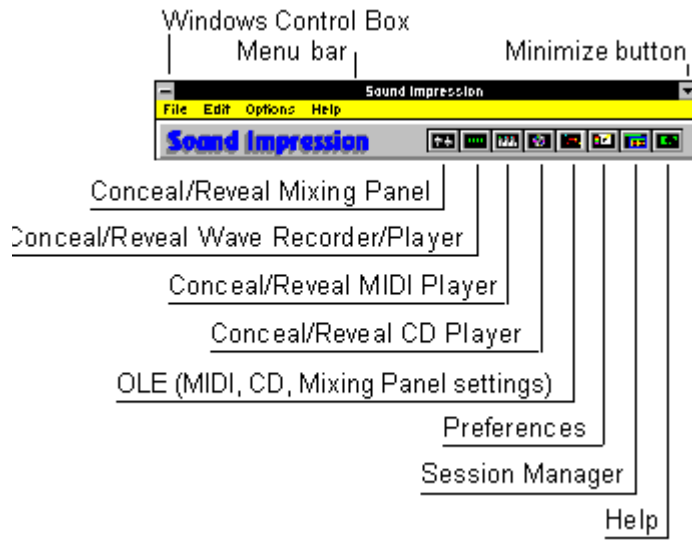 Windows Control Box
Menu bar
Minimize button
Sound Impression
File Edit Options Help
Sound Impression
Conceal/Reveal Mixing Panel
Conceal/Reveal Wave Recorder/Player
Conceal/Reveal MIDI Player
Conceal/Reveal CD Player
OLE (MIDI, CD, Mixing Panel settings)
Preferences
Session Manager
Help